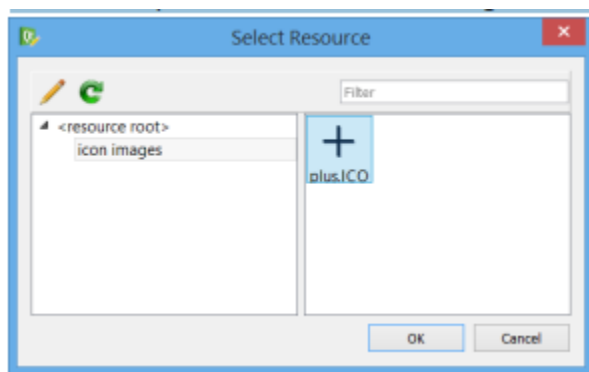 Select Resource
Filter
<resource root>
icon images
plus.ICO
OK Cancel